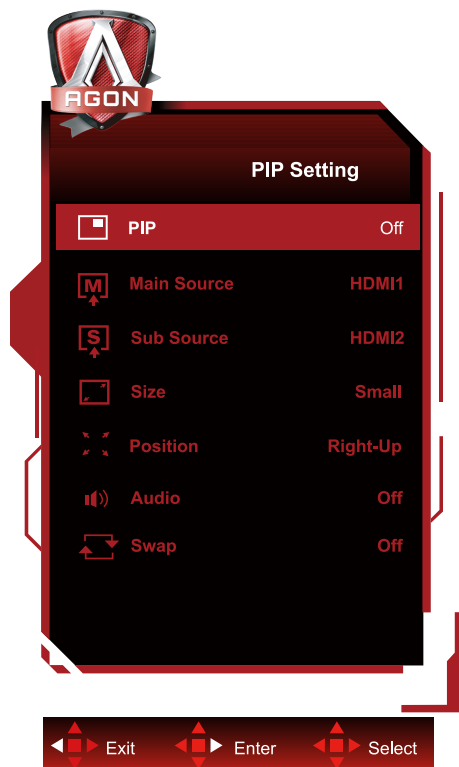 AGON
PIP Setting
PIP Off
M Main Source HDMI1
S Sub Source HDMI2
Size Small
Position Right-Up
Audio Off
Swap Off
Exit Enter Select